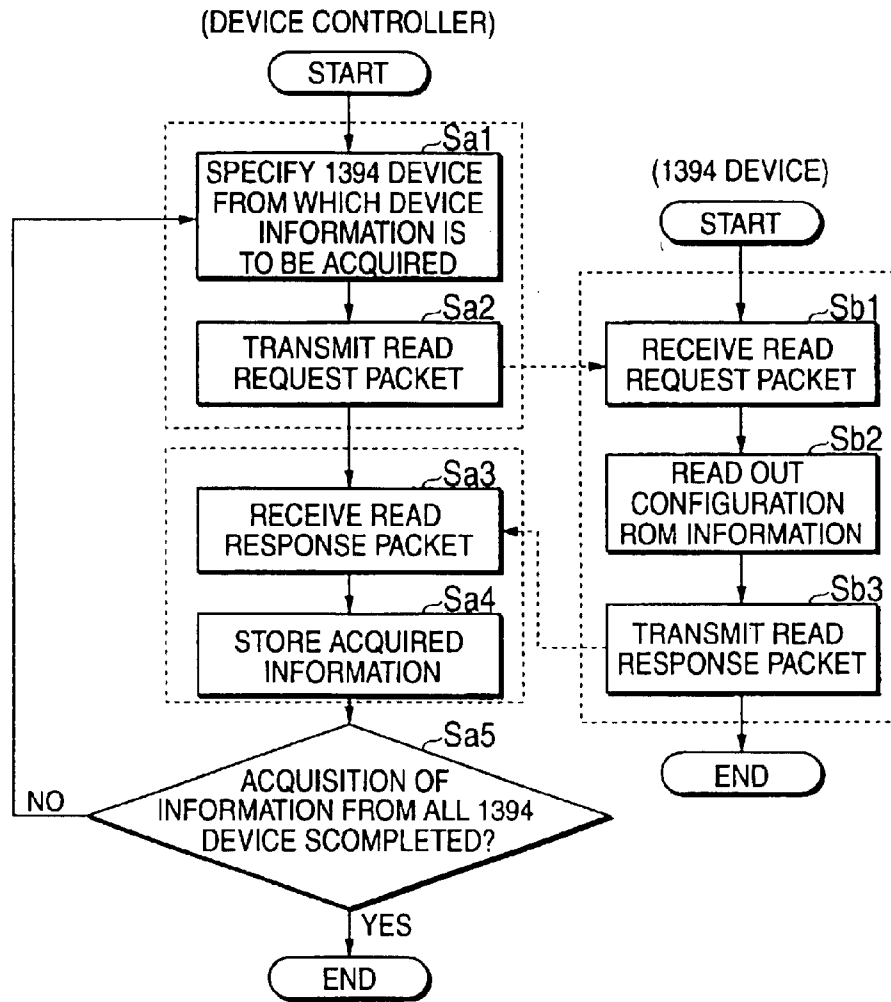 (DEVICE CONTROLLER)
START
Sa1
SPECIFY 1394 DEVICE
FROM WHICH DEVICE
INFORMATION IS
TO BE ACQUIRED
Sa2
TRANSMIT READ
REQUEST PACKET
Sa3
RECEIVE READ
RESPONSE PACKET
Sa4
STORE ACQUIRED
INFORMATION
Sa5
ACQUISITION OF
INFORMATION FROM ALL 1394
DEVICE SCOMPLETED?
NO
YES
END
(1394 DEVICE)
START
Sb1
RECEIVE READ
REQUEST PACKET
Sb2
READ OUT
CONFIGURATION
ROM INFORMATION
Sb3
TRANSMIT READ
RESPONSE PACKET
END